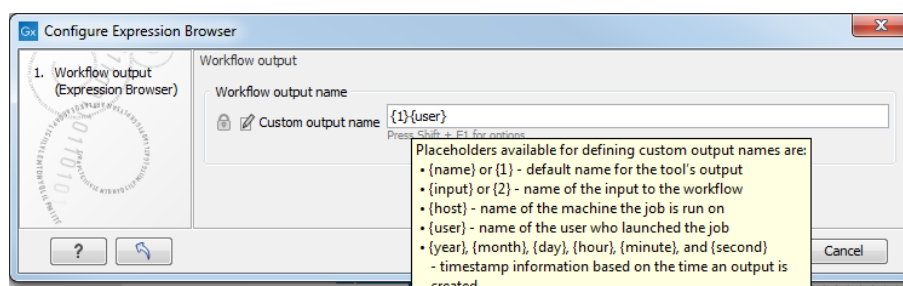 Gx Configure Expression Browser
1. Workflow output
(Expression Browser)
Workflow output
Workflow output name
Custom output name {1}{user}
Press Shift + F1 for options
Placeholders available for defining custom output names are:
• {name} or {1} - default name for the tool's output
• {input} or {2} - name of the input to the workflow
• {host} - name of the machine the job is run on
• {user} - name of the user who launched the job
• {year}, {month}, {day}, {hour}, {minute}, and {second}
- timestamp information based on the time an output is
created
?
Cancel